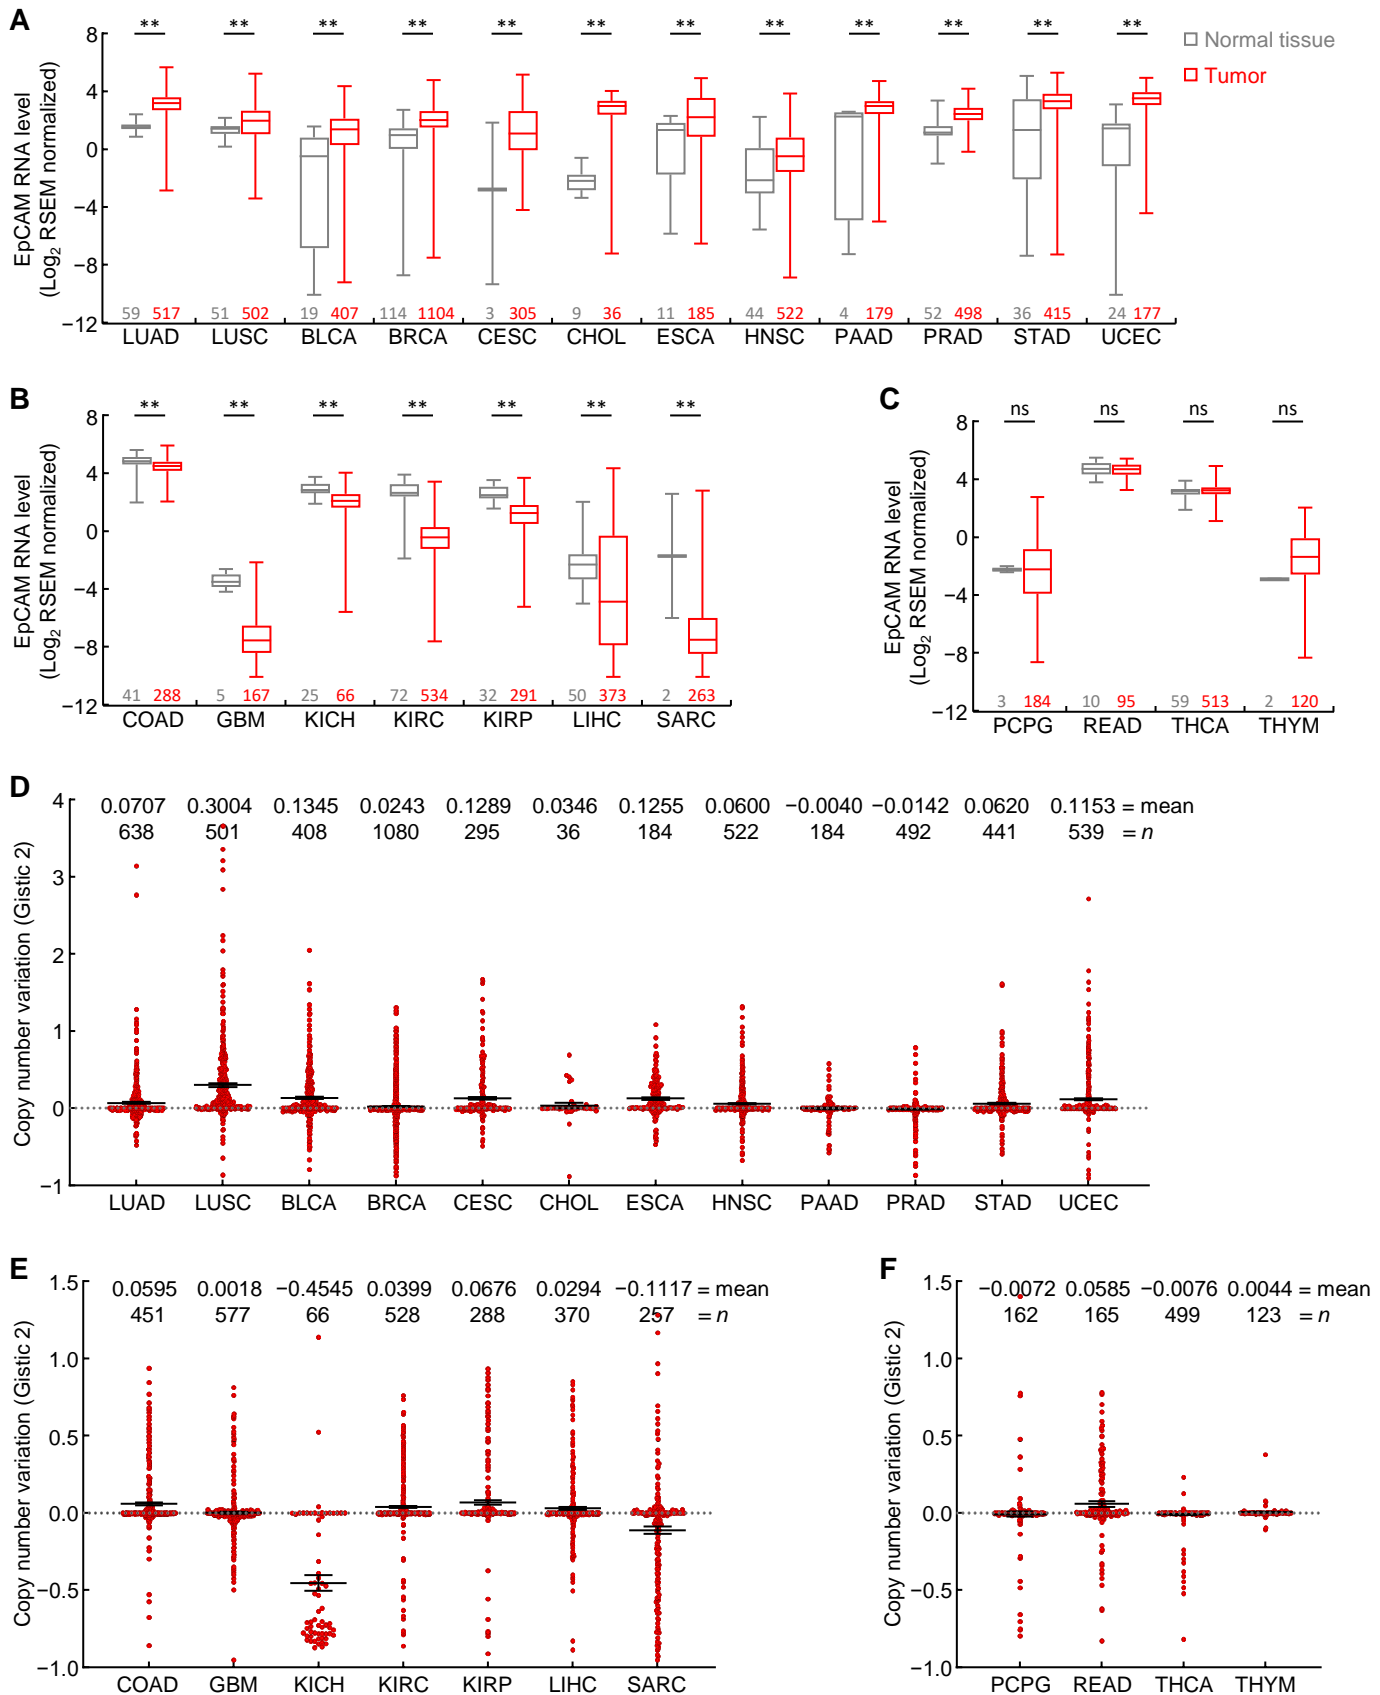 A
** ** ** ** ** ** ** ** ** ** ** **
Normal tissue
Tumor
EpCAM RNA level
(Log₂ RSEM normalized)
8
4
0
−4
−8
−12
59 517 51 502 19 407 114 1104 3 305 9 36 11 185 44 522 4 179 52 498 36 415 24 177
LUAD LUSC BLCA BRCA CESC CHOL ESCA HNSC PAAD PRAD STAD UCEC
B
** ** ** ** ** ** **
EpCAM RNA level
(Log₂ RSEM normalized)
8
4
0
−4
−8
−12
41 288 5 167 25 66 72 534 32 291 50 373 2 263
COAD GBM KICH KIRC KIRP LIHC SARC
C
ns ns ns ns
EpCAM RNA level
(Log₂ RSEM normalized)
8
4
0
−4
−8
−12
3 184 10 95 59 513 2 120
PCPG READ THCA THYM
D
0.0707 0.3004 0.1345 0.0243 0.1289 0.0346 0.1255 0.0600 −0.0040 −0.0142 0.0620 0.1153 = mean
638 501 408 1080 295 36 184 522 184 492 441 539 = n
Copy number variation (Gistic 2)
4
3
2
1
0
−1
LUAD LUSC BLCA BRCA CESC CHOL ESCA HNSC PAAD PRAD STAD UCEC
E
0.0595 0.0018 −0.4545 0.0399 0.0676 0.0294 −0.1117 = mean
451 577 66 528 288 370 257 = n
Copy number variation (Gistic 2)
1.5
1.0
0.5
0.0
−0.5
−1.0
COAD GBM KICH KIRC KIRP LIHC SARC
F
−0.0072 0.0585 −0.0076 0.0044 = mean
162 165 499 123 = n
Copy number variation (Gistic 2)
1.5
1.0
0.5
0.0
−0.5
−1.0
PCPG READ THCA THYM